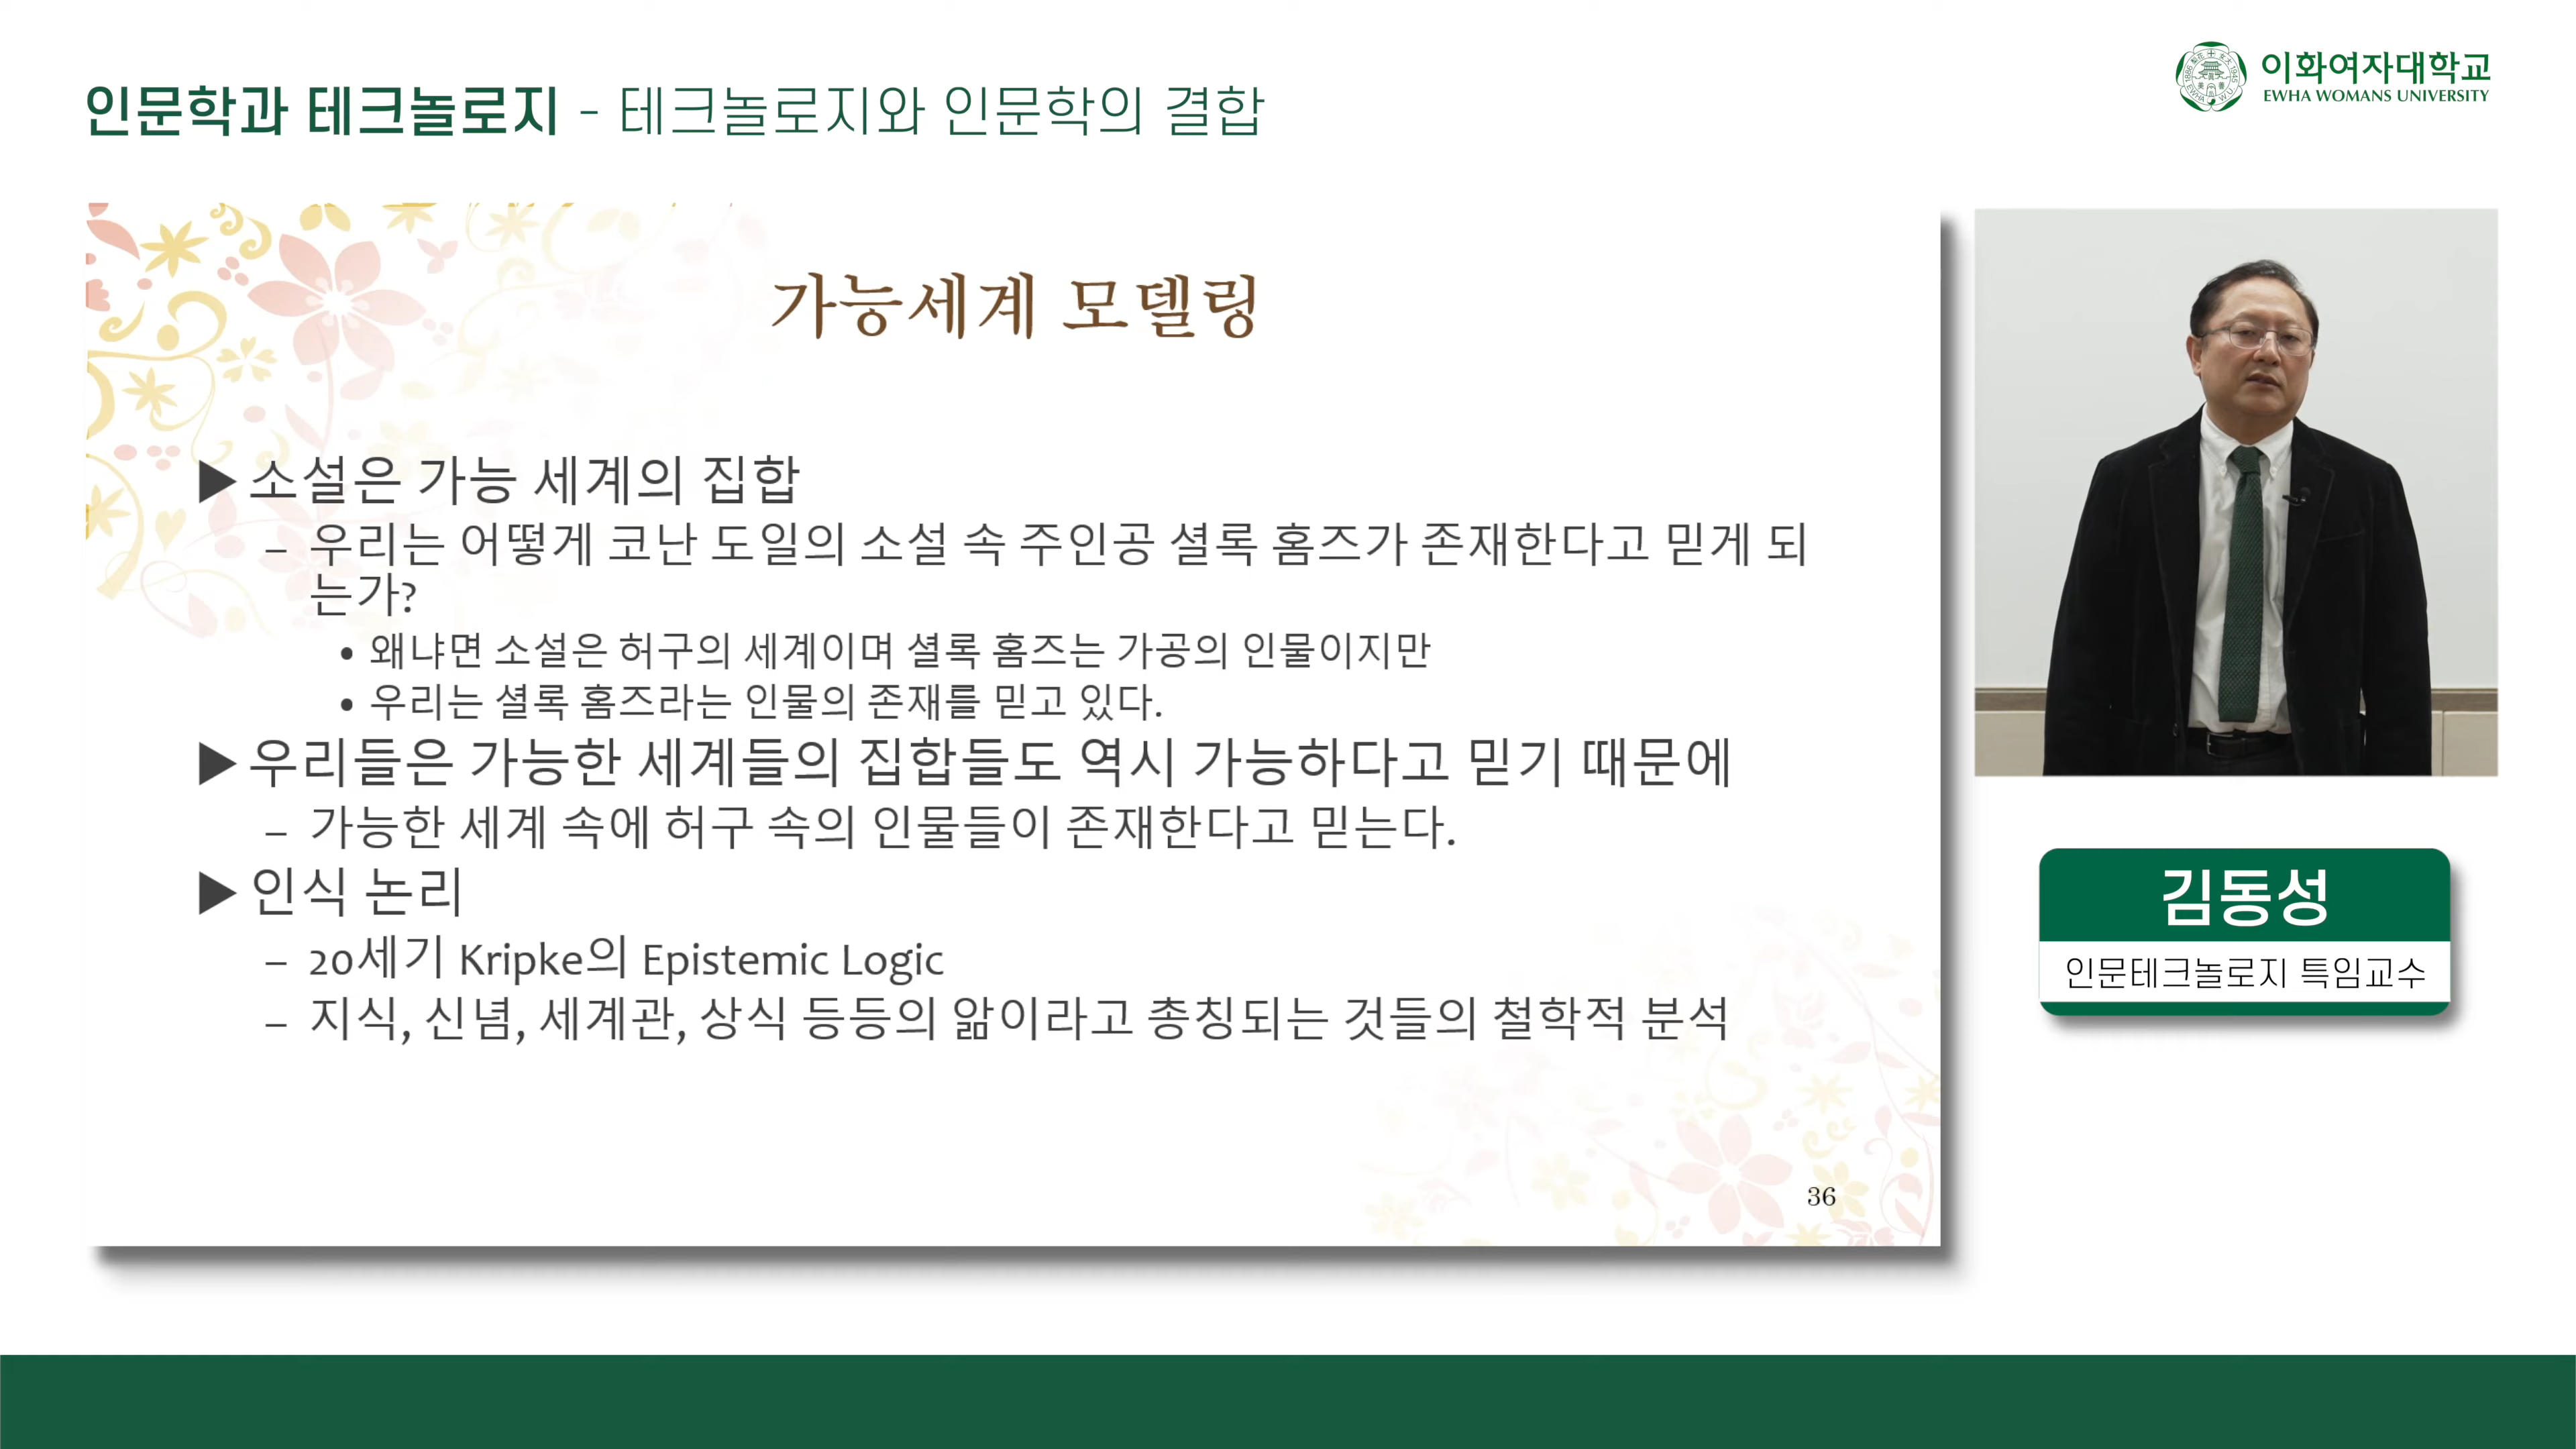 인문학과 테크놀로지 - 테크놀로지와 인문학의 결합
이화여자대학교
EWHA WOMANS UNIVERSITY
가능세계 모델링
▶ 소설은 가능 세계의 집합
– 우리는 어떻게 코난 도일의 소설 속 주인공 셜록 홈즈가 존재한다고 믿게 되
는가?
• 왜냐면 소설은 허구의 세계이며 셜록 홈즈는 가공의 인물이지만
• 우리는 셜록 홈즈라는 인물의 존재를 믿고 있다.
▶ 우리들은 가능한 세계들의 집합들도 역시 가능하다고 믿기 때문에
– 가능한 세계 속에 허구 속의 인물들이 존재한다고 믿는다.
▶ 인식 논리
– 20세기 Kripke의 Epistemic Logic
– 지식, 신념, 세계관, 상식 등등의 앎이라고 총칭되는 것들의 철학적 분석
36
김동성
인문테크놀로지 특임교수